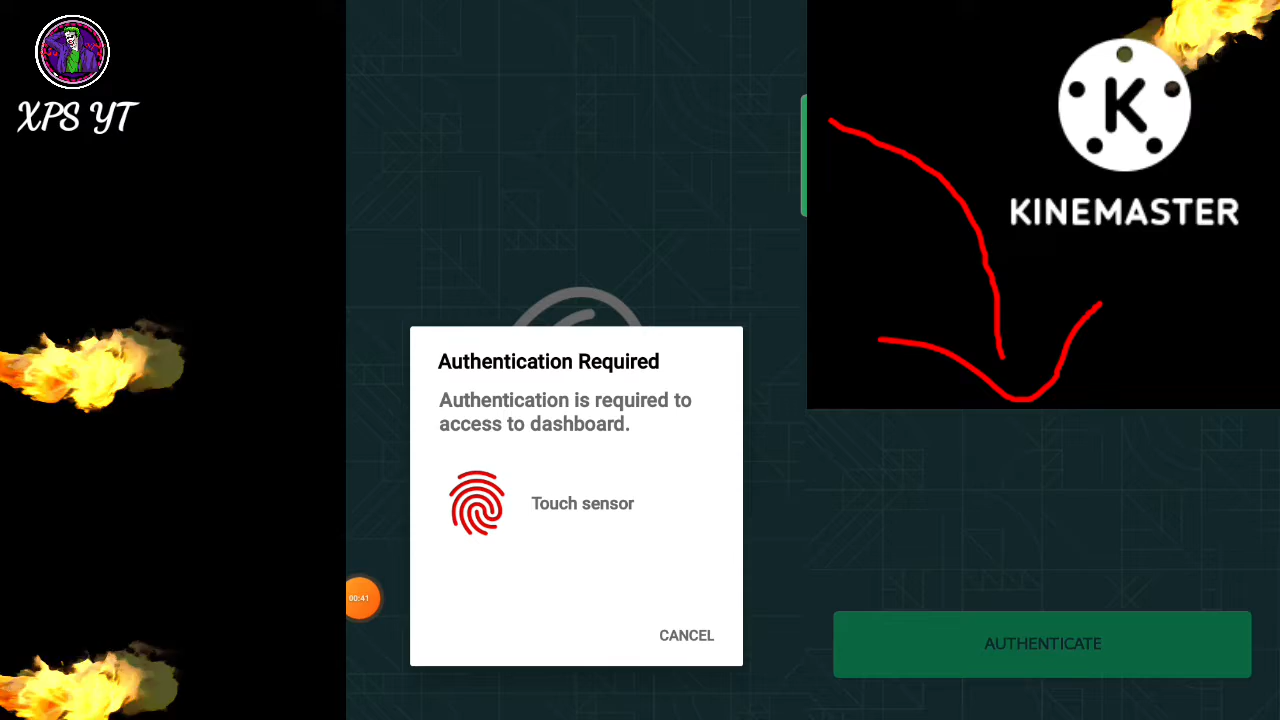 XPS YT
K
KINEMASTER
Authentication Required
Authentication is required to
access to dashboard.
Touch sensor
00:41
CANCEL
AUTHENTICATE